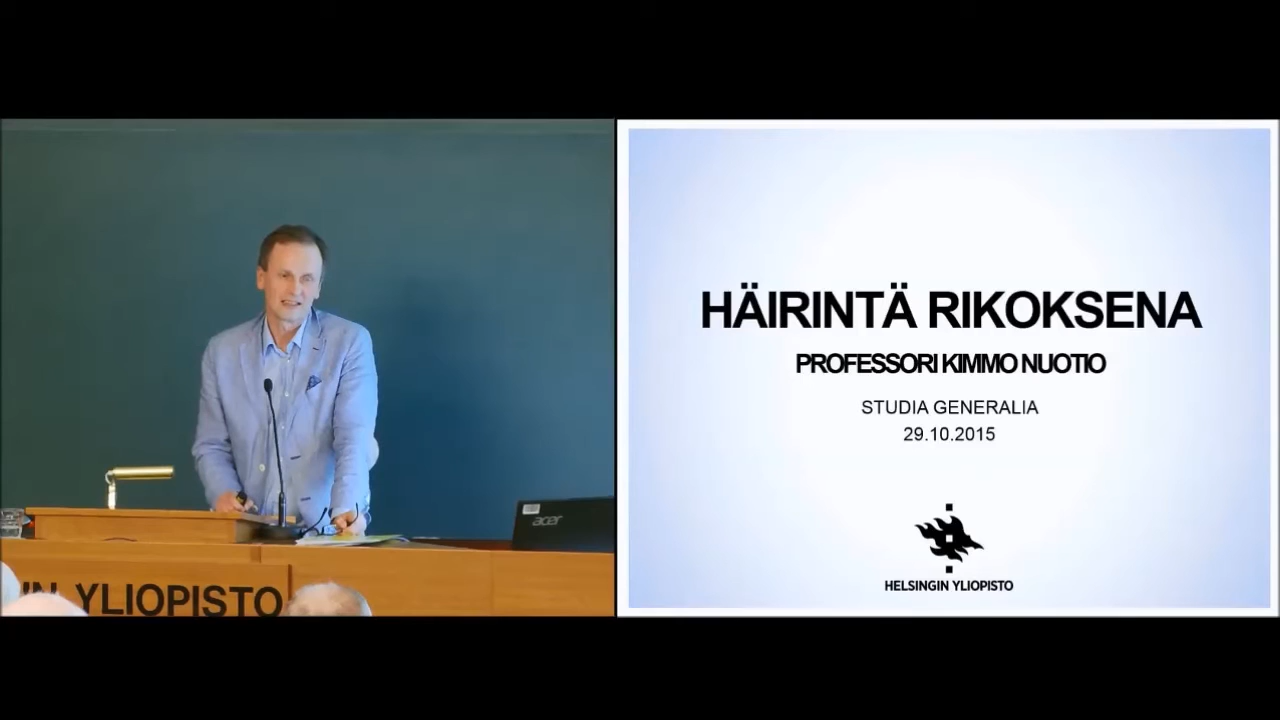 acer
IN YLIOPISTO
HÄIRINTÄ RIKOKSENA
PROFESSORI KIMMO NUOTIO
STUDIA GENERALIA
29.10.2015
HELSINGIN YLIOPISTO